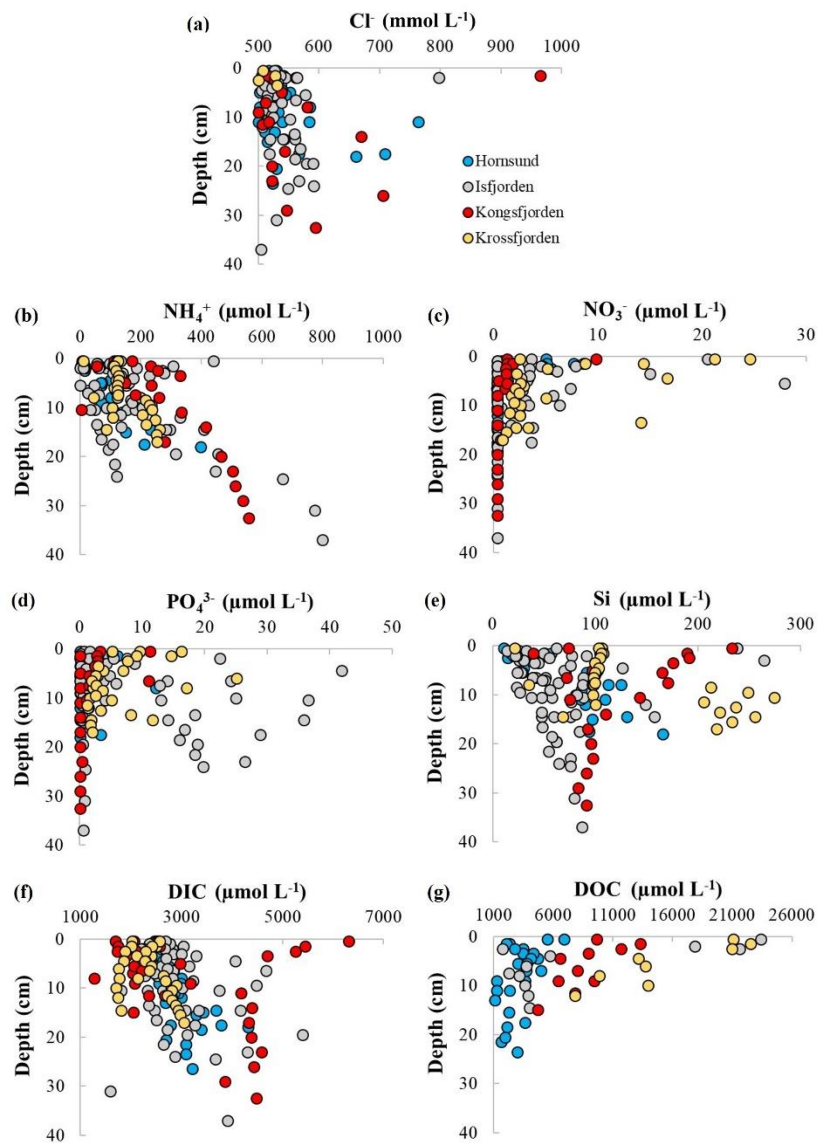 (a)
Cl⁻ (mmol L⁻¹)
500 600 700 800 900 1000
Depth (cm)
0
10
20
30
40
Hornsund
Isfjorden
Kongsfjorden
Krossfjorden
(b)
NH₄⁺ (µmol L⁻¹)
0 200 400 600 800 1000
Depth (cm)
0
10
20
30
40
(c)
NO₃⁻ (µmol L⁻¹)
0 10 20 30
Depth (cm)
0
10
20
30
40
(d)
PO₄³⁻ (µmol L⁻¹)
0 10 20 30 40 50
Depth (cm)
0
10
20
30
40
(e)
Si (µmol L⁻¹)
0 100 200 300
Depth (cm)
0
10
20
30
40
(f)
DIC (µmol L⁻¹)
1000 3000 5000 7000
Depth (cm)
0
10
20
30
40
(g)
DOC (µmol L⁻¹)
1000 6000 11000 16000 21000 26000
Depth (cm)
0
10
20
30
40